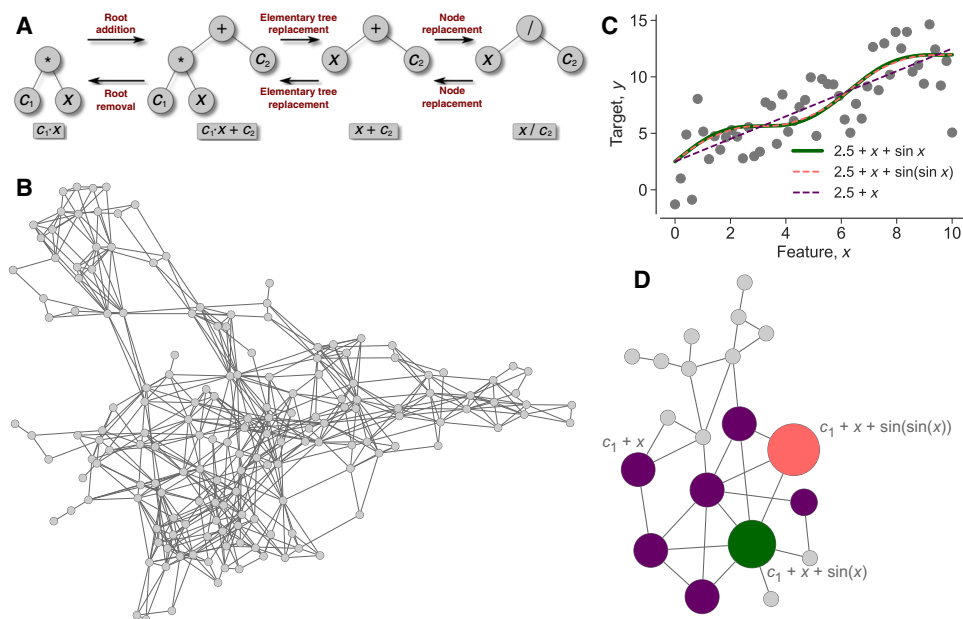 A
Root
addition
Elementary tree
replacement
Node
replacement
* + * C₂ + X C₂ / X C₂
C₁ X C₁ X
Root
removal
Elementary tree
replacement
Node
replacement
C₁·X
C₁·X + C₂
X + C₂
X / C₂
B
C
Target, y
15
10
5
0
2.5 + x + sin x
2.5 + x + sin(sin x)
2.5 + x
0 2 4 6 8 10
Feature, x
D
c₁ + x + sin(sin(x))
c₁ + x
c₁ + x + sin(x)